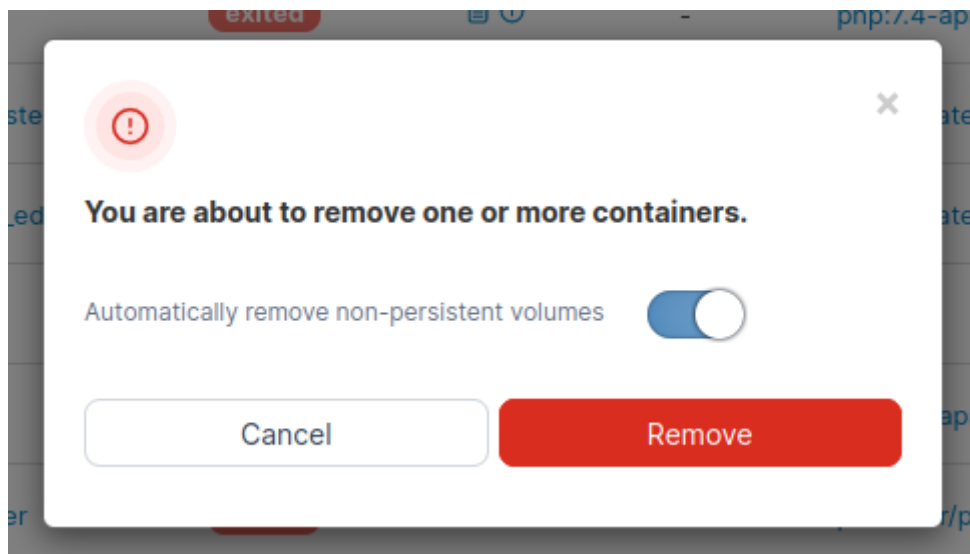 exited - php:7.4-ap
You are about to remove one or more containers.
Automatically remove non-persistent volumes
Cancel Remove